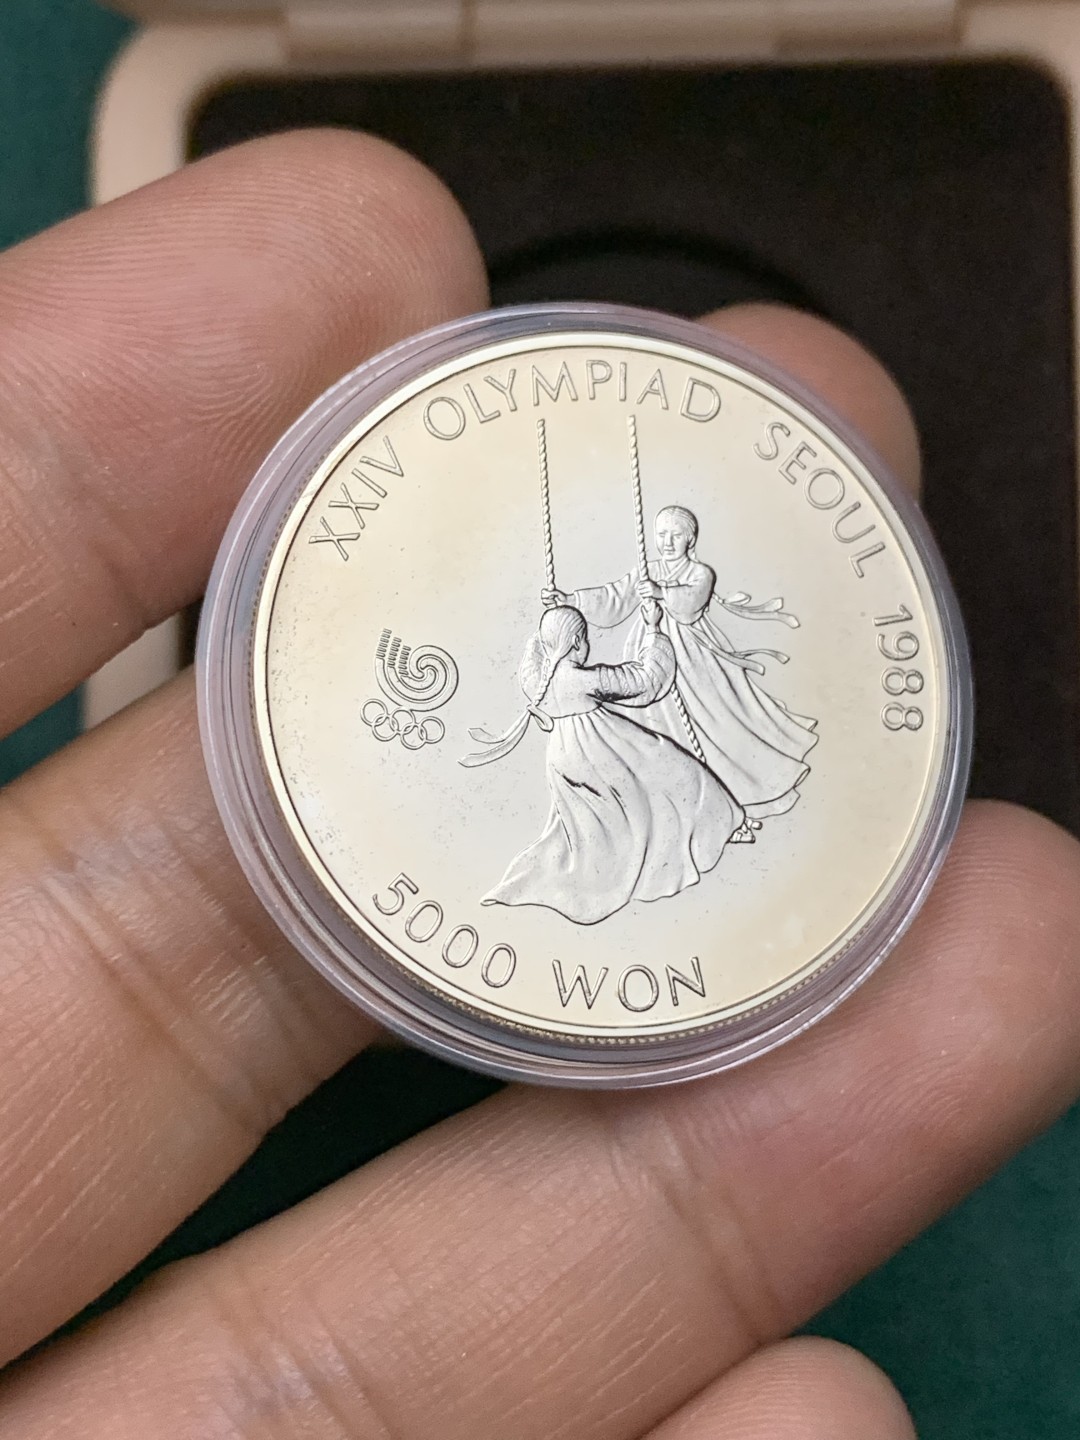 XXIV OLYMPIAD SEOUL 1988
5000 WON